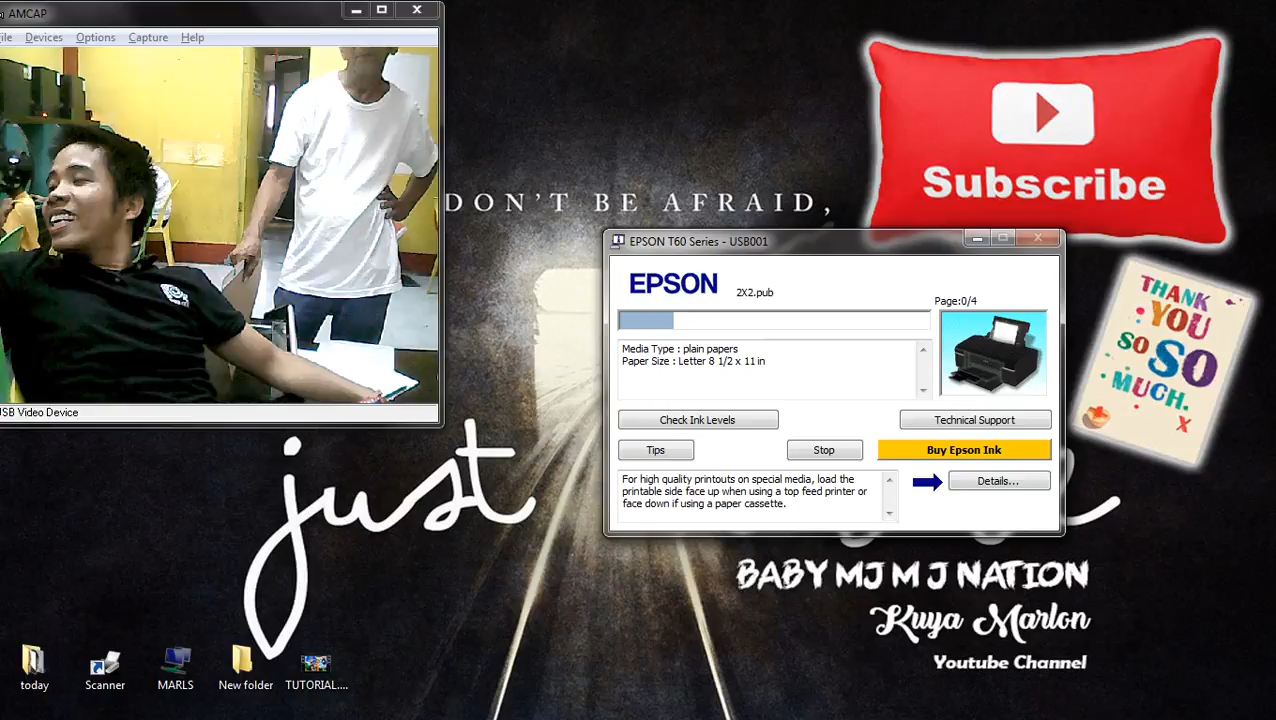 AMCAP
Devices Options Capture Help
USB Video Device
DON'T BE AFRAID,
just
Subscribe
THANK
YOU
SO SO
MUCH.
X
EPSON T60 Series - USB001
EPSON
2X2.pub
Page:0/4
Media Type : plain papers
Paper Size : Letter 8 1/2 x 11 in
Check Ink Levels
Technical Support
Tips
Stop
Buy Epson Ink
For high quality printouts on special media, load the
printable side face up when using a top feed printer or
face down if using a paper cassette.
Details...
BABY MJ M J NATION
Kuya Marlon
Youtube Channel
today
Scanner
MARLS
New folder
TUTORIAL....